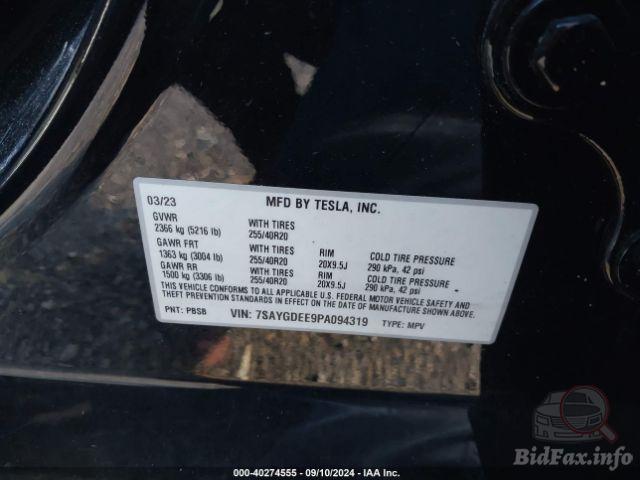 03/23 MFD BY TESLA, INC.
GVWR
2366 kg (5216 lb) WITH TIRES 255/40R20
GAWR FRT
1363 kg (3004 lb) WITH TIRES 255/40R20 RIM 20X9.5J COLD TIRE PRESSURE 290 kPa, 42 psi
GAWR RR
1500 kg (3306 lb) WITH TIRES 255/40R20 RIM 20X9.5J COLD TIRE PRESSURE 290 kPa, 42 psi
THIS VEHICLE CONFORMS TO ALL APPLICABLE U.S. FEDERAL MOTOR VEHICLE SAFETY AND
THEFT PREVENTION STANDARDS IN EFFECT ON THE DATE OF MANUFACTURE SHOWN ABOVE.
PNT: PBSB VIN: 7SAYGDEE9PA094319 TYPE: MPV
BidFax.info
000-40274555 - 09/10/2024 - IAA Inc.